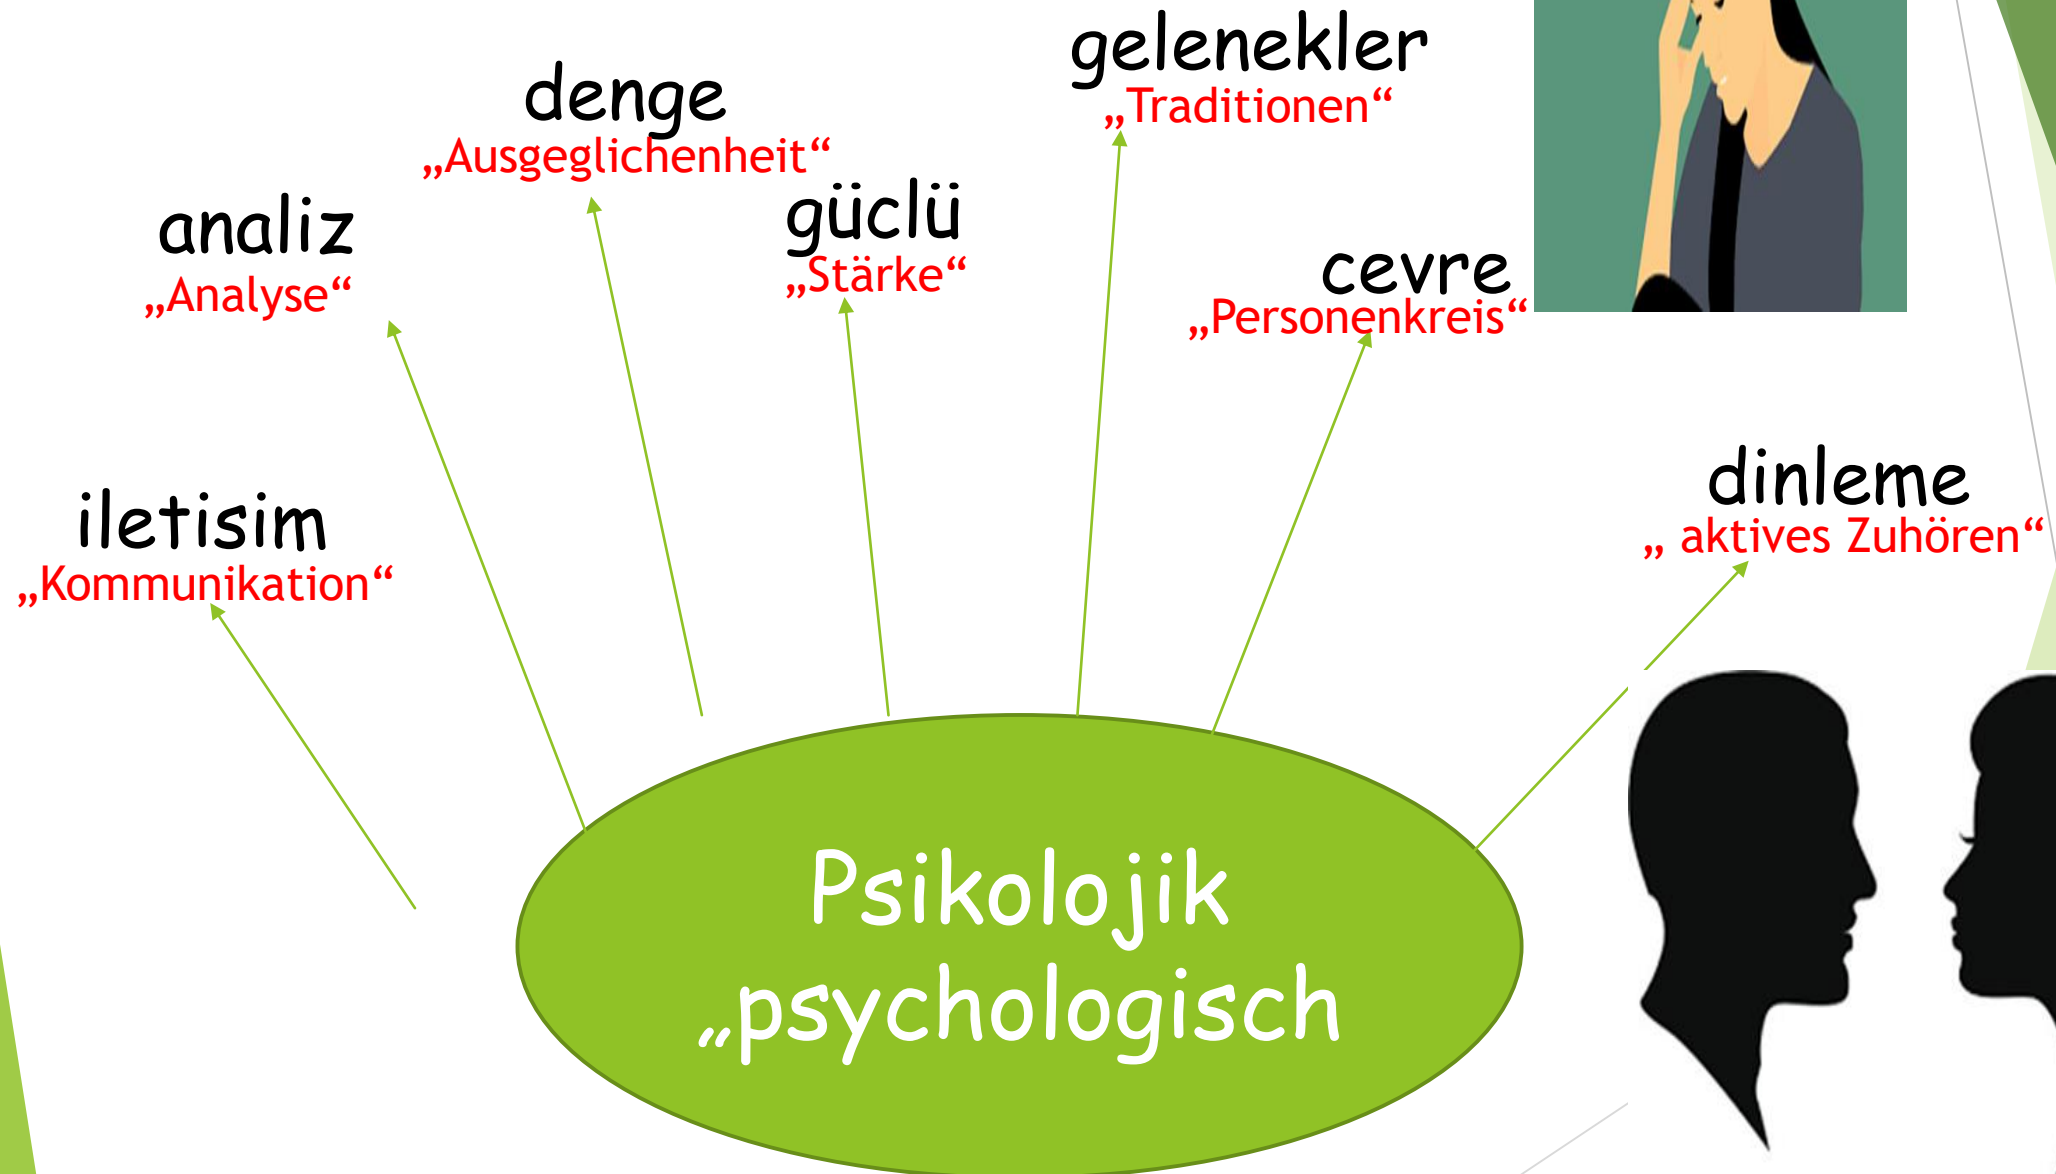 gelenekler
„Traditionen“
denge
„Ausgeglichenheit“
güclü
„Stärke“
analiz
„Analyse“
cevre
„Personenkreis“
dinleme
„ aktives Zuhören“
iletisim
„Kommunikation“
Psikolojik
„psychologisch